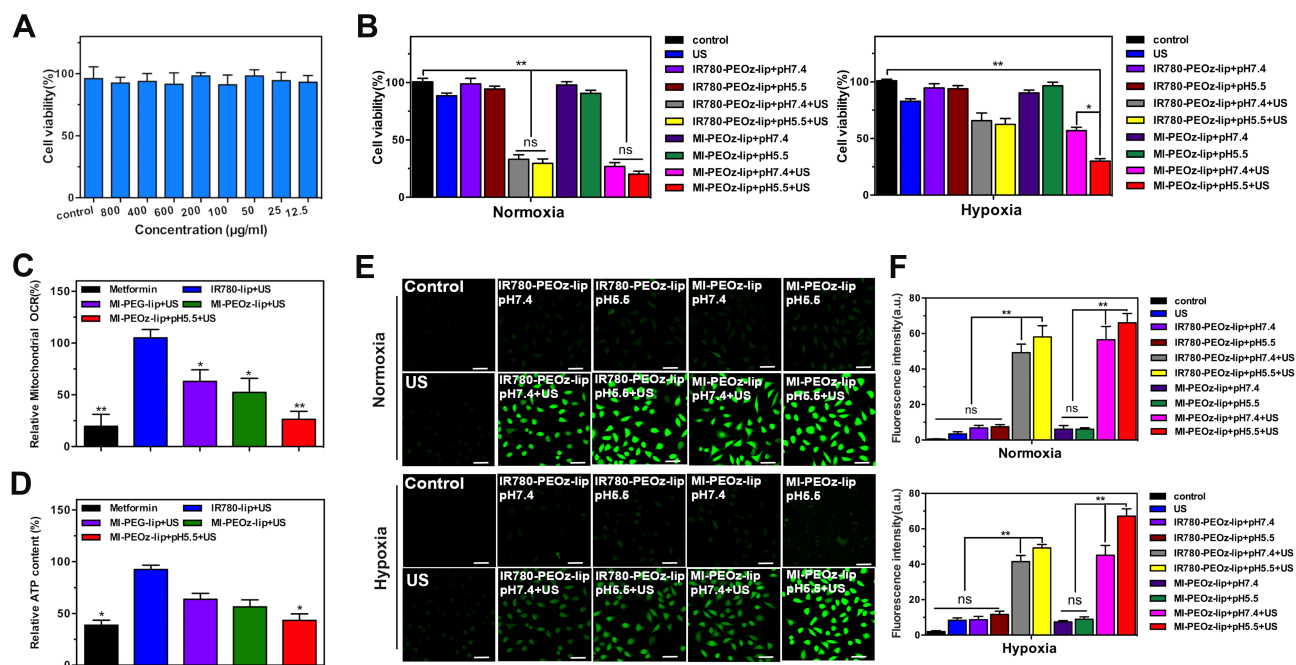 A
Cell viability(%)
100
50
0
control
800
400
600
200
100
50
25
12.5
Concentration (μg/ml)
B
Cell viability(%)
100
50
0
**
ns
ns
Normoxia
control
US
IR780-PEOz-lip+pH7.4
IR780-PEOz-lip+pH5.5
IR780-PEOz-lip+pH7.4+US
IR780-PEOz-lip+pH5.5+US
MI-PEOz-lip+pH7.4
MI-PEOz-lip+pH5.5
MI-PEOz-lip+pH7.4+US
MI-PEOz-lip+pH5.5+US
Cell viability(%)
100
50
0
**
*
Hypoxia
control
US
IR780-PEOz-lip+pH7.4
IR780-PEOz-lip+pH5.5
IR780-PEOz-lip+pH7.4+US
IR780-PEOz-lip+pH5.5+US
MI-PEOz-lip+pH7.4
MI-PEOz-lip+pH5.5
MI-PEOz-lip+pH7.4+US
MI-PEOz-lip+pH5.5+US
C
Relative Mitochondrial OCR(%)
150
100
50
0
Metformin
IR780-lip+US
MI-PEG-lip+US
MI-PEOz-lip+US
MI-PEOz-lip+pH5.5+US
**
*
*
**
D
Relative ATP content (%)
150
100
50
0
Metformin
IR780-lip+US
MI-PEG-lip+US
MI-PEOz-lip+US
MI-PEOz-lip+pH5.5+US
*
*
E
Normoxia
Control
IR780-PEOz-lip
pH7.4
IR780-PEOz-lip
pH5.5
MI-PEOz-lip
pH7.4
MI-PEOz-lip
pH5.5
US
IR780-PEOz-lip
pH7.4+US
IR780-PEOz-lip
pH5.5+US
MI-PEOz-lip
pH7.4+US
MI-PEOz-lip
pH5.5+US
Hypoxia
Control
IR780-PEOz-lip
pH7.4
IR780-PEOz-lip
pH5.5
MI-PEOz-lip
pH7.4
MI-PEOz-lip
pH5.5
US
IR780-PEOz-lip
pH7.4+US
IR780-PEOz-lip
pH5.5+US
MI-PEOz-lip
pH7.4+US
MI-PEOz-lip
pH5.5+US
F
Fluorescence intensity(a.u.)
80
60
40
20
0
ns
**
ns
**
Normoxia
control
US
IR780-PEOz-lip+pH7.4
IR780-PEOz-lip+pH5.5
IR780-PEOz-lip+pH7.4+US
IR780-PEOz-lip+pH5.5+US
MI-PEOz-lip+pH7.4
MI-PEOz-lip+pH5.5
MI-PEOz-lip+pH7.4+US
MI-PEOz-lip+pH5.5+US
Fluorescence intensity(a.u.)
80
60
40
20
0
ns
**
ns
**
Hypoxia
control
US
IR780-PEOz-lip+pH7.4
IR780-PEOz-lip+pH5.5
IR780-PEOz-lip+pH7.4+US
IR780-PEOz-lip+pH5.5+US
MI-PEOz-lip+pH7.4
MI-PEOz-lip+pH5.5
MI-PEOz-lip+pH7.4+US
MI-PEOz-lip+pH5.5+US